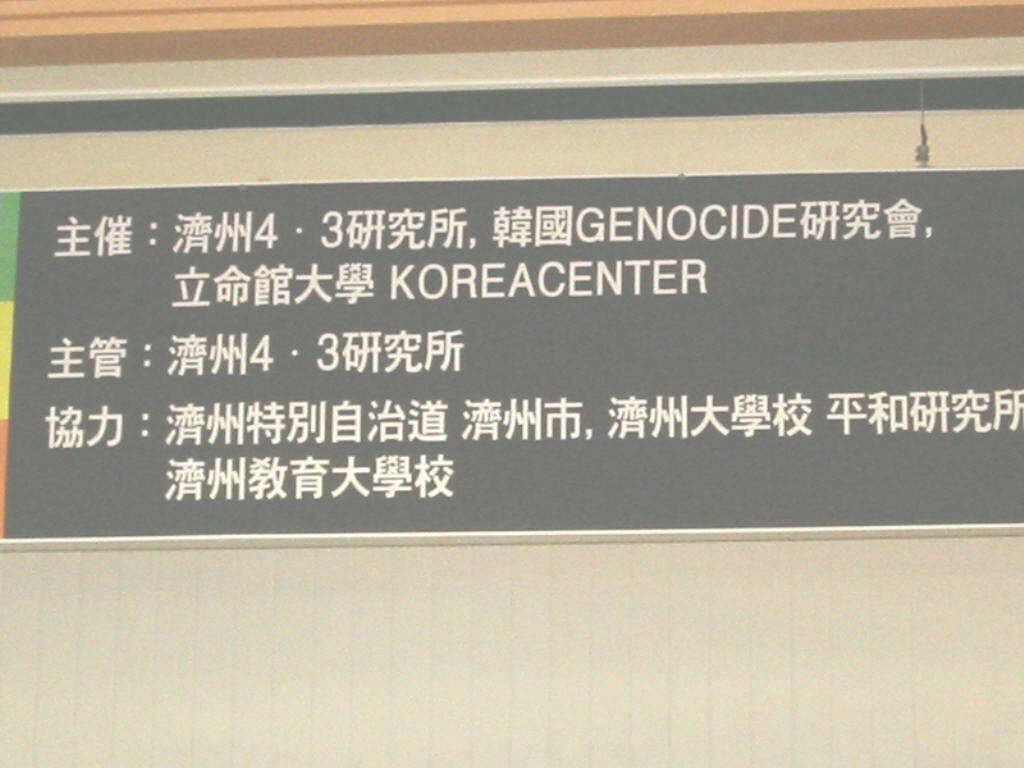 主催 : 濟州4 · 3硏究所, 韓國GENOCIDE硏究會,
立命館大學 KOREACENTER
主管 : 濟州4 · 3硏究所
協力 : 濟州特別自治道 濟州市, 濟州大學校 平和硏究所
濟州敎育大學校